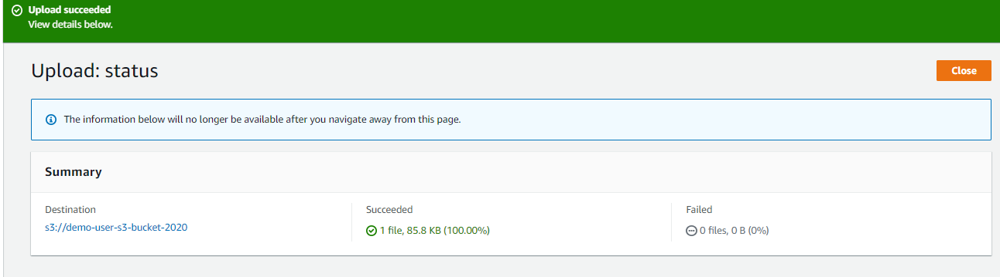 Upload succeeded
View details below.
Upload: status
Close
The information below will no longer be available after you navigate away from this page.
Summary
Destination
s3://demo-user-s3-bucket-2020
Succeeded
1 file, 85.8 KB (100.00%)
Failed
0 files, 0 B (0%)